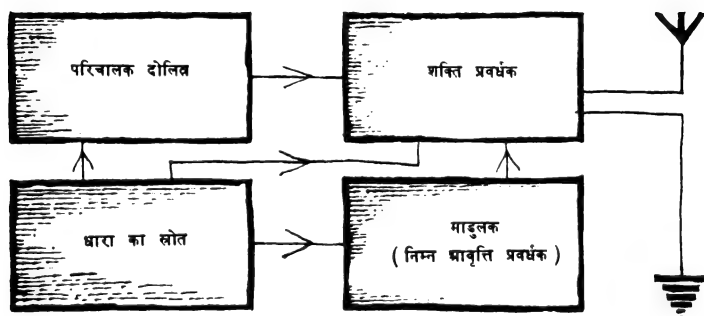 परिचालक दोलित्र
शक्ति प्रवर्धक
धारा का स्रोत
माडुलक
( निम्न आवृत्ति प्रवर्धक )